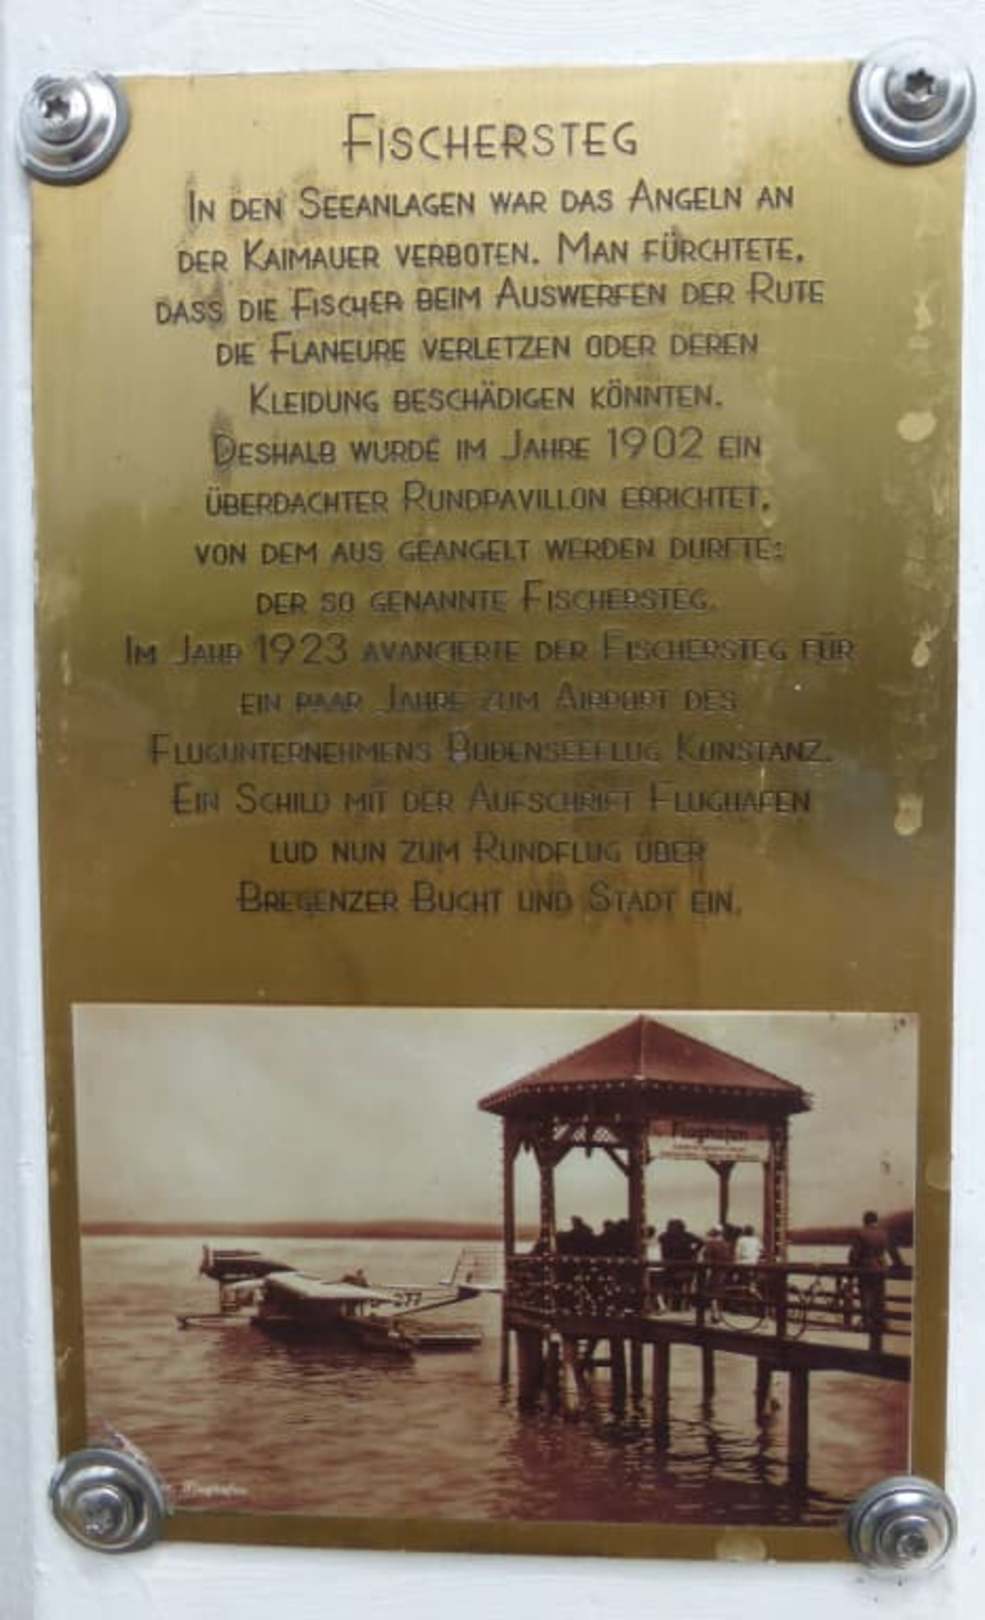 Fischersteg
In den Seeanlagen war das Angeln an
der Kaimauer verboten. Man fürchtete,
dass die Fischer beim Auswerfen der Rute
die Flaneure verletzen oder deren
Kleidung beschädigen könnten.
Deshalb wurde im Jahre 1902 ein
überdachter Rundpavillon errichtet,
von dem aus geangelt werden durfte:
der so genannte Fischersteg.
Im Jahr 1923 avancierte der Fischersteg für
ein paar Jahre zum Airport des
Flugunternehmens Bodenseeflug Konstanz.
Ein Schild mit der Aufschrift Flughafen
lud nun zum Rundflug über
Bregenzer Bucht und Stadt ein.
Flughafen
277
Flughafen